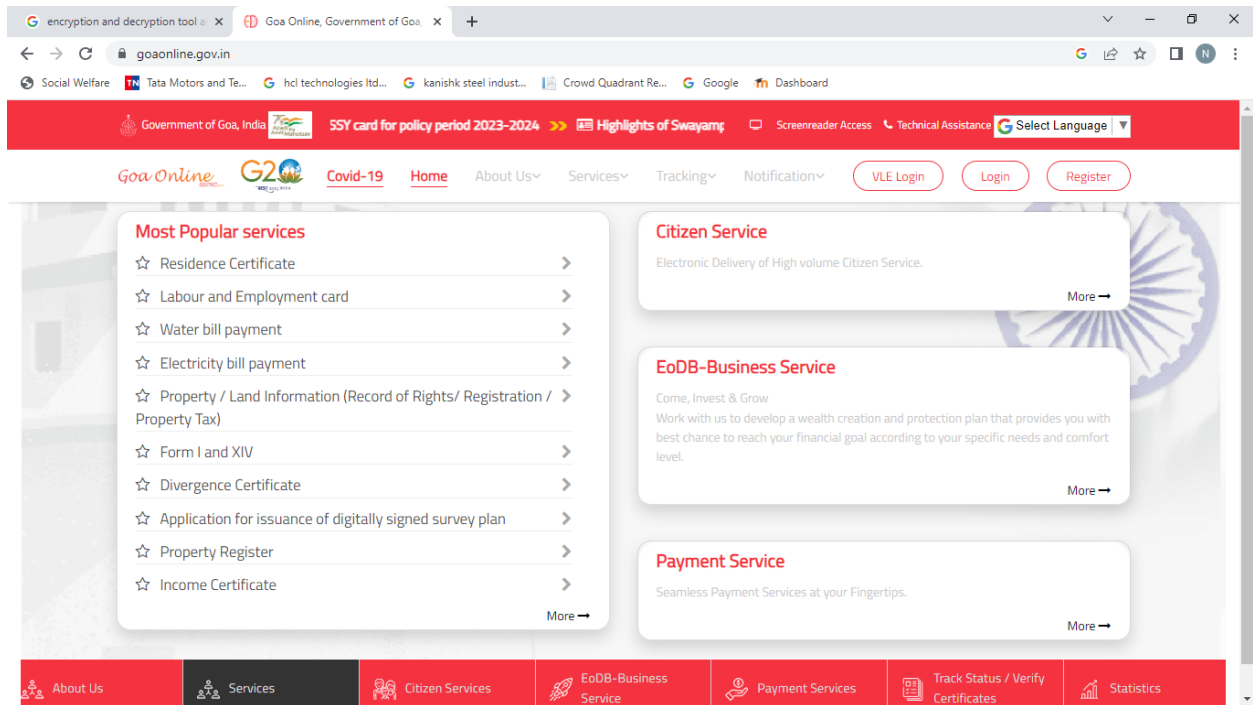 encryption and decryption tool a
Goa Online, Government of Goa,
goaonline.gov.in
N
Social Welfare
TN Tata Motors and Te...
hcl technologies ltd...
kanishk steel indust...
Crowd Quadrant Re...
Google
Dashboard
Government of Goa, India
SSY card for policy period 2023-2024 >> Highlights of Swayamp
Screenreader Access
Technical Assistance
G Select Language ▼
Goa Online
G20
Covid-19
Home
About Us
Services
Tracking
Notification
VLE Login
Login
Register
Most Popular services
Residence Certificate
Labour and Employment card
Water bill payment
Electricity bill payment
Property / Land Information (Record of Rights/ Registration /
Property Tax)
Form I and XIV
Divergence Certificate
Application for issuance of digitally signed survey plan
Property Register
Income Certificate
More
Citizen Service
Electronic Delivery of High volume Citizen Service.
More
EoDB-Business Service
Come, Invest & Grow
Work with us to develop a wealth creation and protection plan that provides you with
best chance to reach your financial goal according to your specific needs and comfort
level.
More
Payment Service
Seamless Payment Services at your Fingertips.
More
About Us
Services
Citizen Services
EoDB-Business
Service
Payment Services
Track Status / Verify
Certificates
Statistics